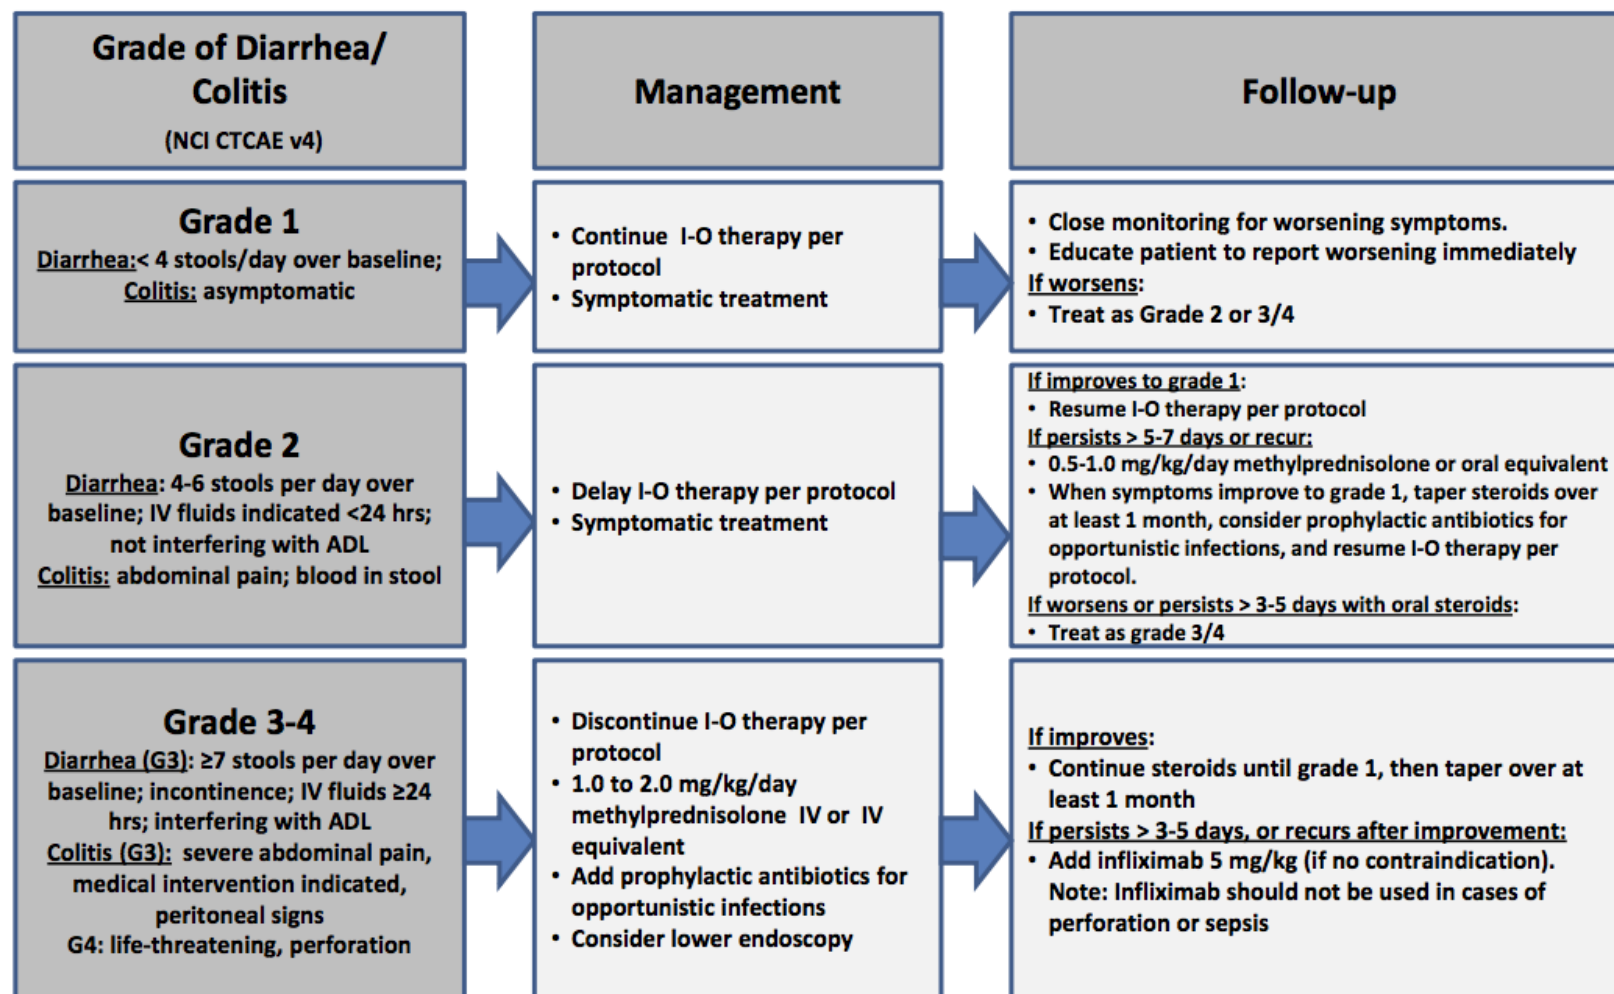 Grade of Diarrhea/
Colitis
(NCI CTCAE v4)
Management
Follow-up
Grade 1
Diarrhea:< 4 stools/day over baseline;
Colitis: asymptomatic
• Continue I-O therapy per
protocol
• Symptomatic treatment
• Close monitoring for worsening symptoms.
• Educate patient to report worsening immediately
If worsens:
• Treat as Grade 2 or 3/4
Grade 2
Diarrhea: 4-6 stools per day over
baseline; IV fluids indicated <24 hrs;
not interfering with ADL
Colitis: abdominal pain; blood in stool
• Delay I-O therapy per protocol
• Symptomatic treatment
If improves to grade 1:
• Resume I-O therapy per protocol
If persists > 5-7 days or recur:
• 0.5-1.0 mg/kg/day methylprednisolone or oral equivalent
• When symptoms improve to grade 1, taper steroids over
at least 1 month, consider prophylactic antibiotics for
opportunistic infections, and resume I-O therapy per
protocol.
If worsens or persists > 3-5 days with oral steroids:
• Treat as grade 3/4
Grade 3-4
Diarrhea (G3): ≥7 stools per day over
baseline; incontinence; IV fluids ≥24
hrs; interfering with ADL
Colitis (G3): severe abdominal pain,
medical intervention indicated,
peritoneal signs
G4: life-threatening, perforation
• Discontinue I-O therapy per
protocol
• 1.0 to 2.0 mg/kg/day
methylprednisolone IV or IV
equivalent
• Add prophylactic antibiotics for
opportunistic infections
• Consider lower endoscopy
If improves:
• Continue steroids until grade 1, then taper over at
least 1 month
If persists > 3-5 days, or recurs after improvement:
• Add infliximab 5 mg/kg (if no contraindication).
Note: Infliximab should not be used in cases of
perforation or sepsis